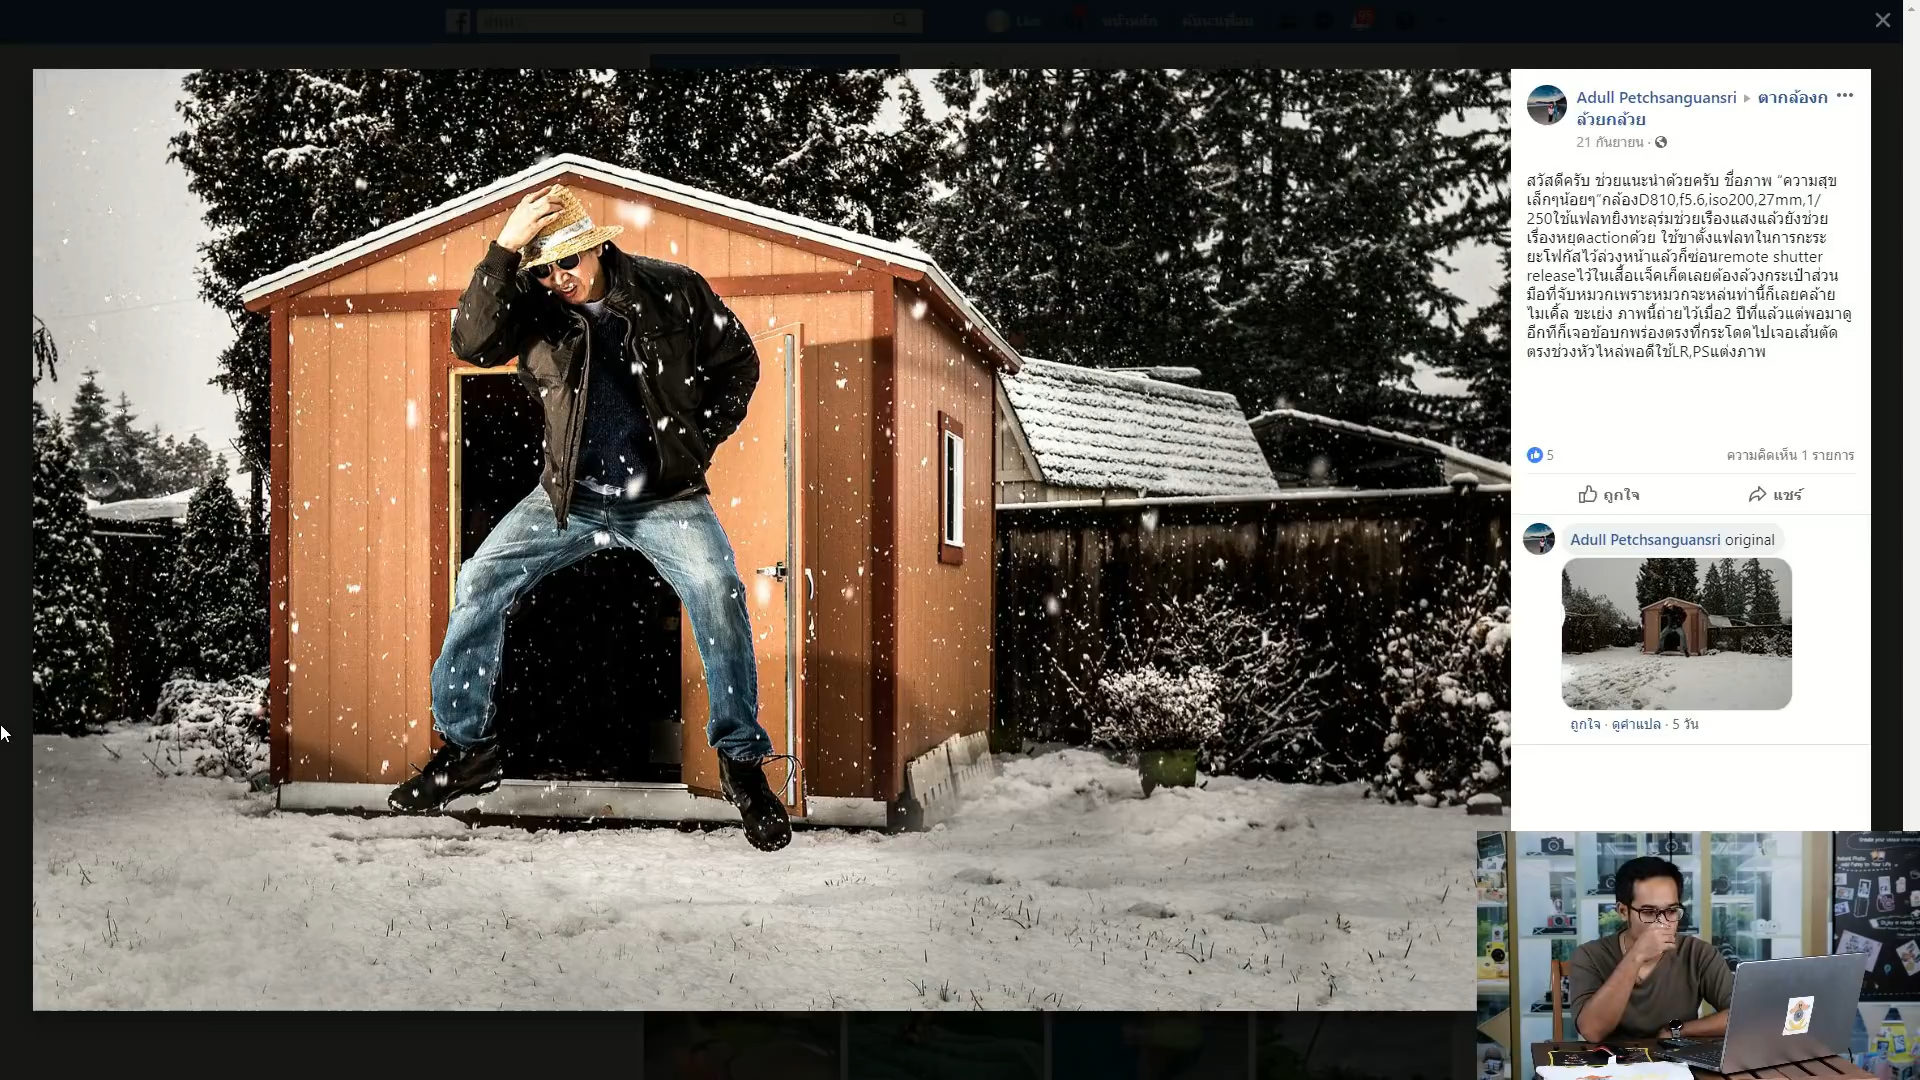 Adull Petchsanguansri ▸ ตากล้องก
ล้วยกล้วย
21 กันยายน ·
สวัสดีครับ ช่วยแนะนำด้วยครับ ชื่อภาพ “ความสุข
เล็กๆน้อยๆ”กล้องD810,f5.6,iso200,27mm,1/
250ใช้แฟลทยิงทะลุร่มช่วยเรื่องแสงแล้วยังช่วย
เรื่องหยุดactionด้วย ใช้ขาตั้งแฟลทในการกะระ
ยะโฟกัสไว้ล่วงหน้าแล้วก็ซ่อนremote shutter
releaseไว้ในเสื้อแจ็คเก็ตเลยต้องล้วงกระเป๋าส่วน
มือที่จับหมวกเพราะหมวกจะหล่นท่านี้ก็เลยคล้าย
ไมเคิ้ล ขะเย่ง ภาพนี้ถ่ายไว้เมื่อ2 ปีที่แล้วแต่พอมาดู
อีกทีก็เจอข้อบกพร่องตรงที่กระโดดไปเจอเส้นตัด
ตรงช่วงหัวไหล่พอดีใช้LR,PSแต่งภาพ
5
ความคิดเห็น 1 รายการ
ถูกใจ
แชร์
Adull Petchsanguansri original
ถูกใจ · ดูคำแปล · 5 วัน